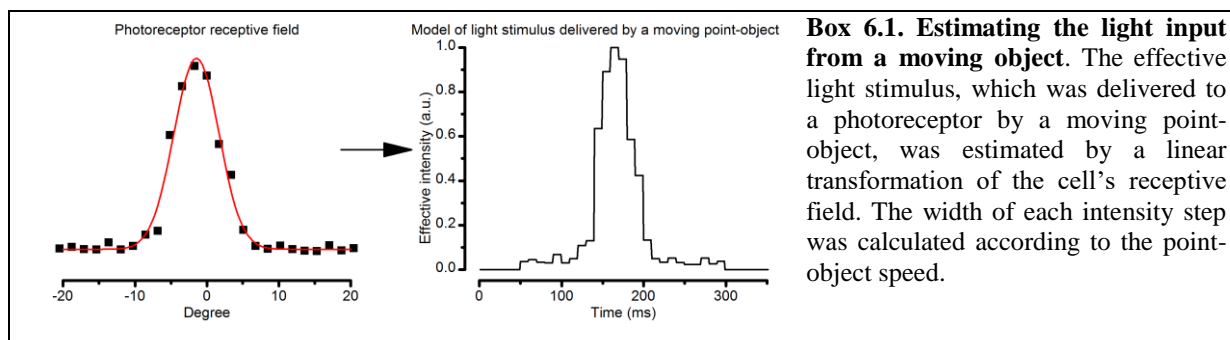 Photoreceptor receptive field
-20
-10
0
10
20
Degree
Model of light stimulus delivered by a moving point-object
Effective intensity (a.u.)
1.0
0.8
0.6
0.4
0.2
0.0
0
100
200
300
Time (ms)
Box 6.1. Estimating the light input
from a moving object. The effective
light stimulus, which was delivered to
a photoreceptor by a moving point-
object, was estimated by a linear
transformation of the cell's receptive
field. The width of each intensity step
was calculated according to the point-
object speed.